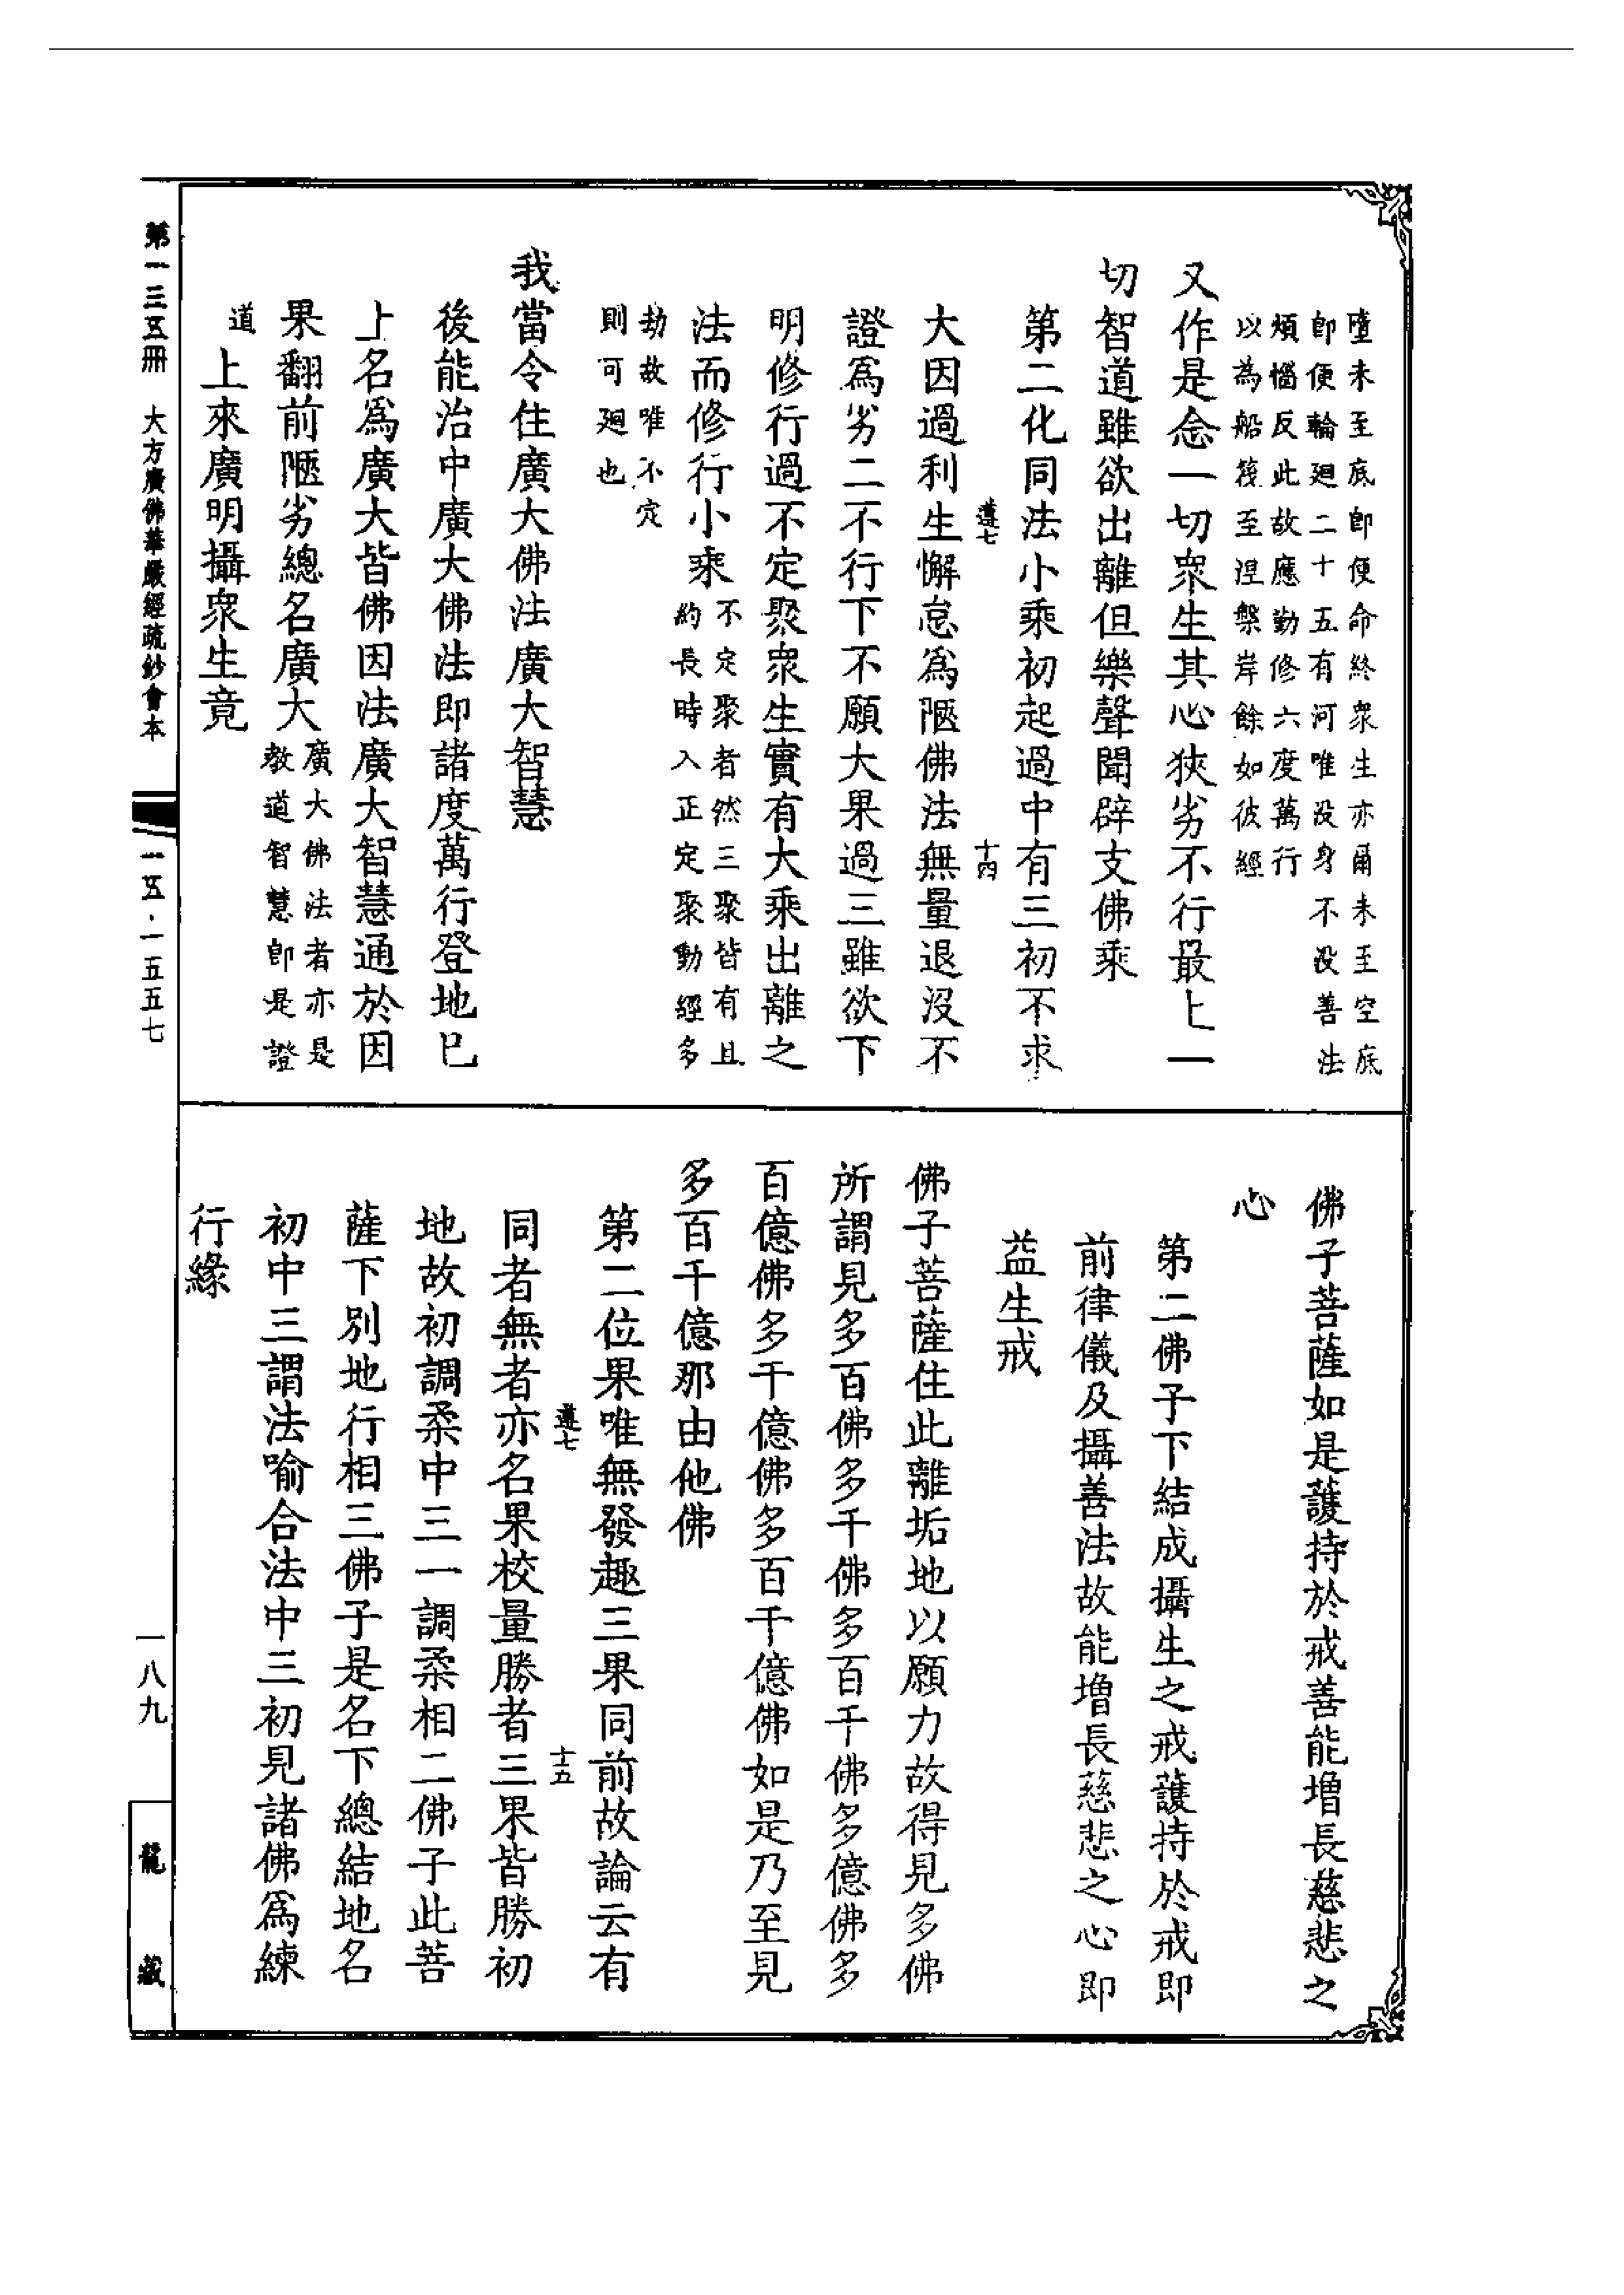 墮未至底即便命終衆生亦爾未至空底
即便輪廻二十五有河唯没身不没善法
煩惱反此故應勤修六度萬行
以為船筏至涅槃岸餘如彼經
又作是念一切衆生其心狹劣不行最上一
切智道雖欲出離但樂聲聞辟支佛乘
第二化同法小乘初起過中有三初不求
遵七
十四
大因過利生懈怠爲陋佛法無量退沒不
證爲劣二不行下不願大果過三雖欲下
明修行過不定聚衆生實有大乘出離之
法而修行小乘
不定聚者然三聚皆有且
約長時入正定聚動經多
劫故唯不定
則可廻也
我當令住廣大佛法廣大智慧
後能治中廣大佛法即諸度萬行登地巳
上名爲廣大皆佛因法廣大智慧通於因
果翻前陋劣總名廣大
廣大佛法者亦是
教道智慧即是證
道
上來廣明攝衆生竟
佛子菩薩如是護持於戒善能增長慈悲之
心
第二佛子下結成攝生之戒護持於戒即
前律儀及攝善法故能增長慈悲之心即
益生戒
佛子菩薩住此離垢地以願力故得見多佛
所謂見多百佛多千佛多百千佛多億佛多
百億佛多千億佛多百千億佛如是乃至見
多百千億那由他佛
第二位果唯無發趣三果同前故論云有
遵七
十五
同者無者亦名果校量勝者三果皆勝初
地故初調柔中三一調柔相二佛子此菩
薩下別地行相三佛子是名下總結地名
初中三謂法喻合法中三初見諸佛爲練
行緣
第一三五冊 大方廣佛華嚴經疏鈔會本
一五·一五五七
一八九
龍藏